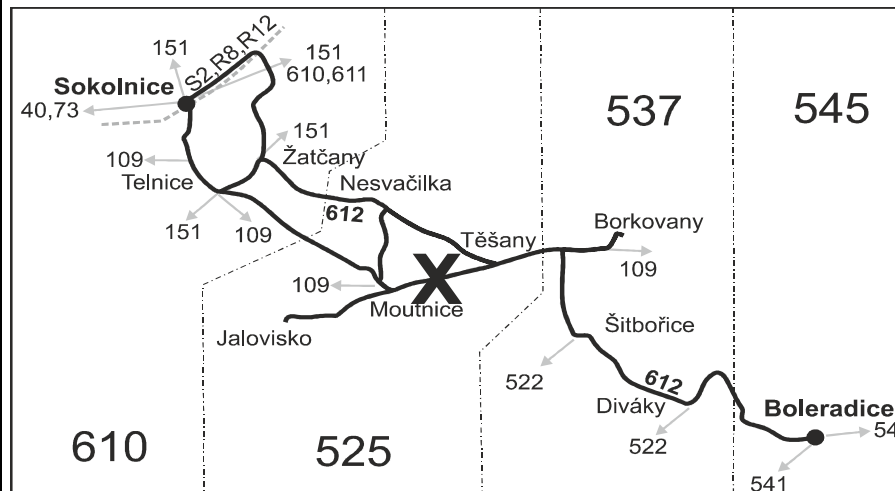 151
S2,R8,R12
151
610,611
Sokolnice
40,73
537
545
151
Žatčany
109
Telnice
Nesvačilka
612
151
109
Těšany
Borkovany
109
109
X
Moutnice
Jalovisko
Šitbořice
522
612
Diváky
522
Boleradice
54
541
610
525